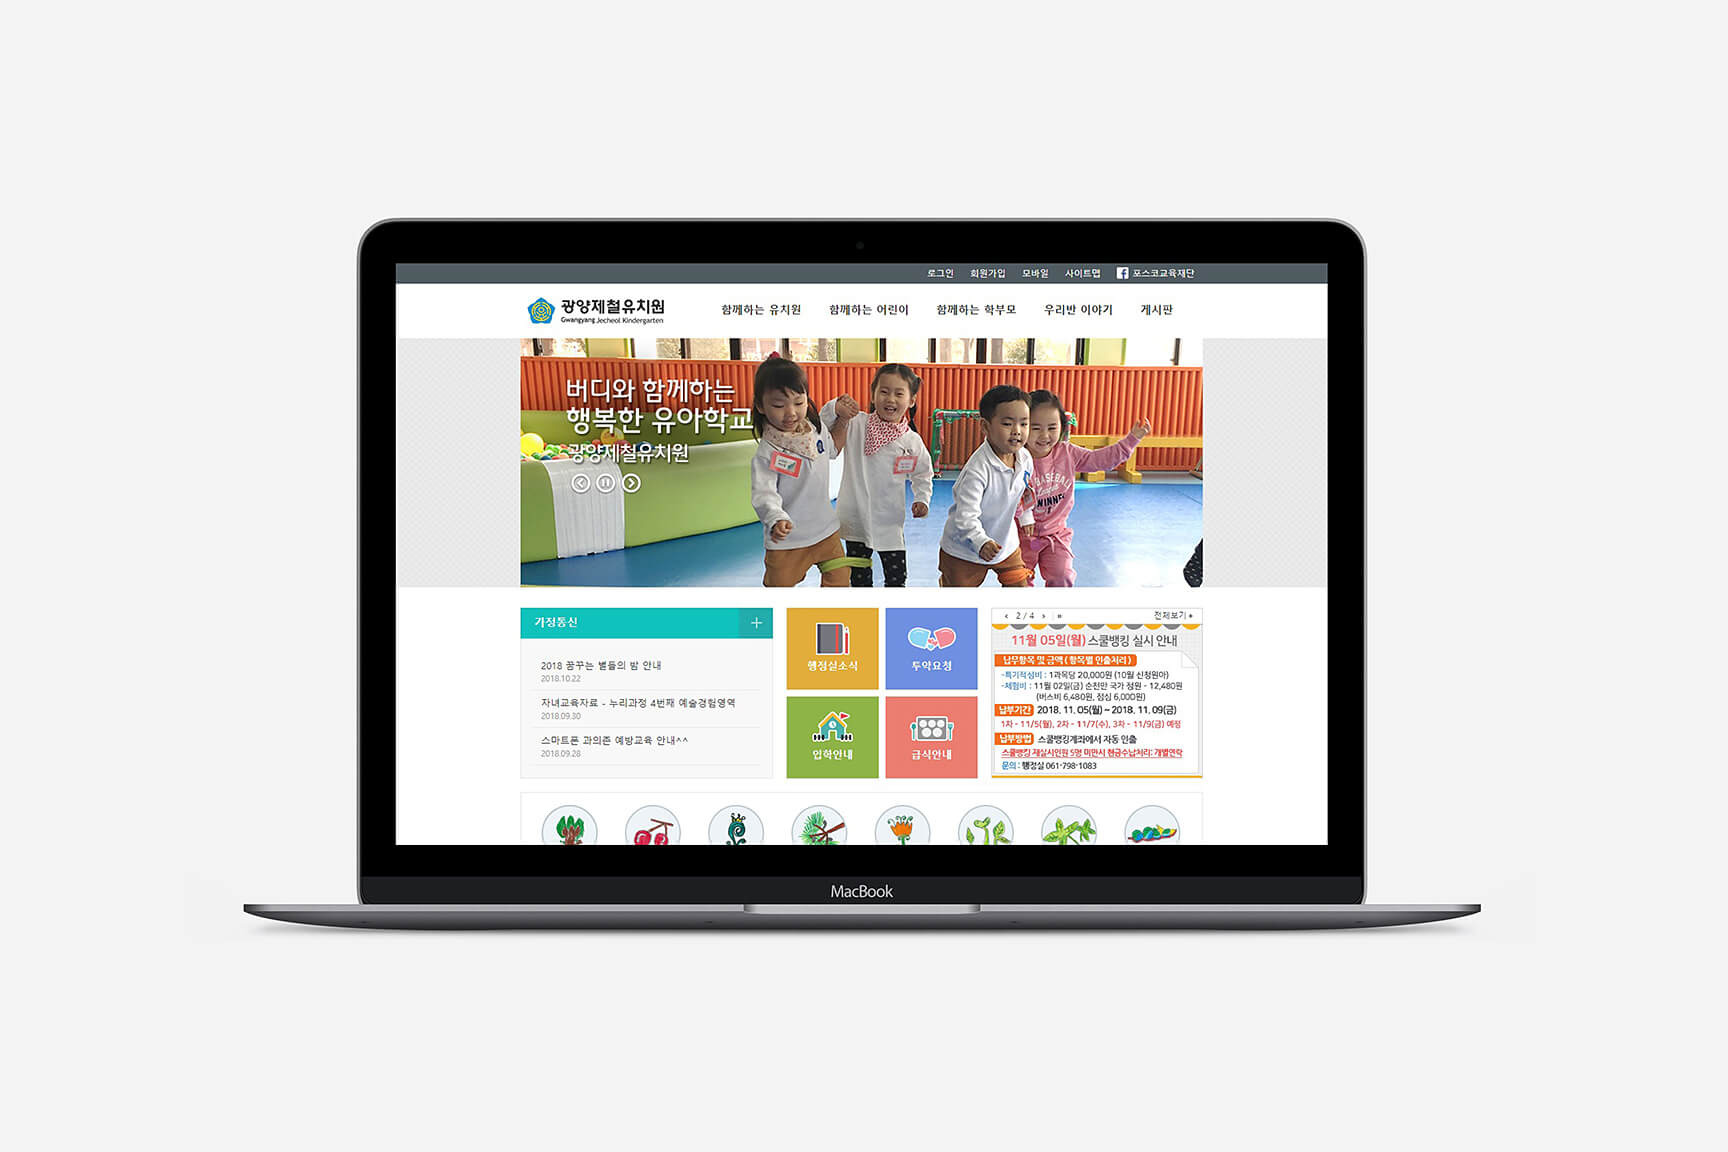 로그인 회원가입 모바일 사이트맵 포스코교육재단
광양제철유치원
Gwangyang Jecheol Kindergarten
함께하는 유치원 함께하는 어린이 함께하는 학부모 우리반 이야기 게시판
버디와 함께하는
행복한 유아학교
광양제철유치원
BASEBALL
League
WINNER
가정통신
2018 꿈꾸는 별들의 밤 안내
2018.10.22
자녀교육자료 - 누리과정 4번째 예술경험영역
2018.09.30
스마트폰 과의존 예방교육 안내^^
2018.09.28
행정실소식
투약요청
입학안내
급식안내
2 / 4 전체보기 +
11월 05일(월) 스쿨뱅킹 실시 안내
납무항목 및 금액 ( 항목별 인출처리 )
-특기적성비 : 1과목당 20,000원 (10월 신청원아)
-체험비 : 11월 02일(금) 순천만 국가 정원 - 12,480원
(버스비 6,480원, 점심 6,000원)
납부기간 2018. 11. 05(월) ~ 2018. 11. 09(금)
1차 - 11/5(월), 2차 - 11/7(수), 3차 - 11/9(금) 예정
납부방법 스쿨뱅킹계좌에서 자동 인출
스쿨뱅킹 재실시인원 5명 미만시 현금수납처리: 개별연락
문의 : 행정실 061-798-1083
MacBook